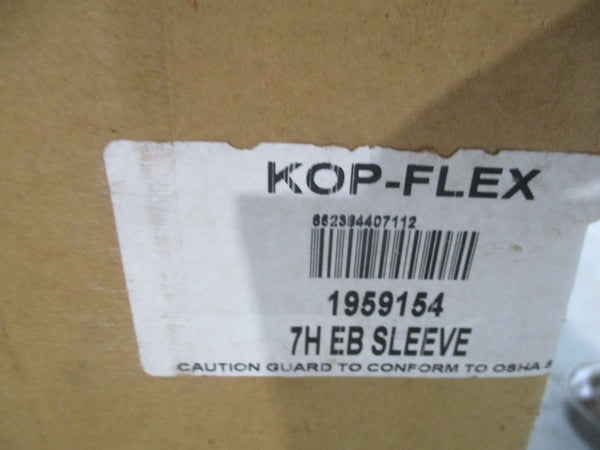 KOP-FLEX
662394407112
1959154
7H EB SLEEVE
CAUTION GUARD TO CONFORM TO OSHA